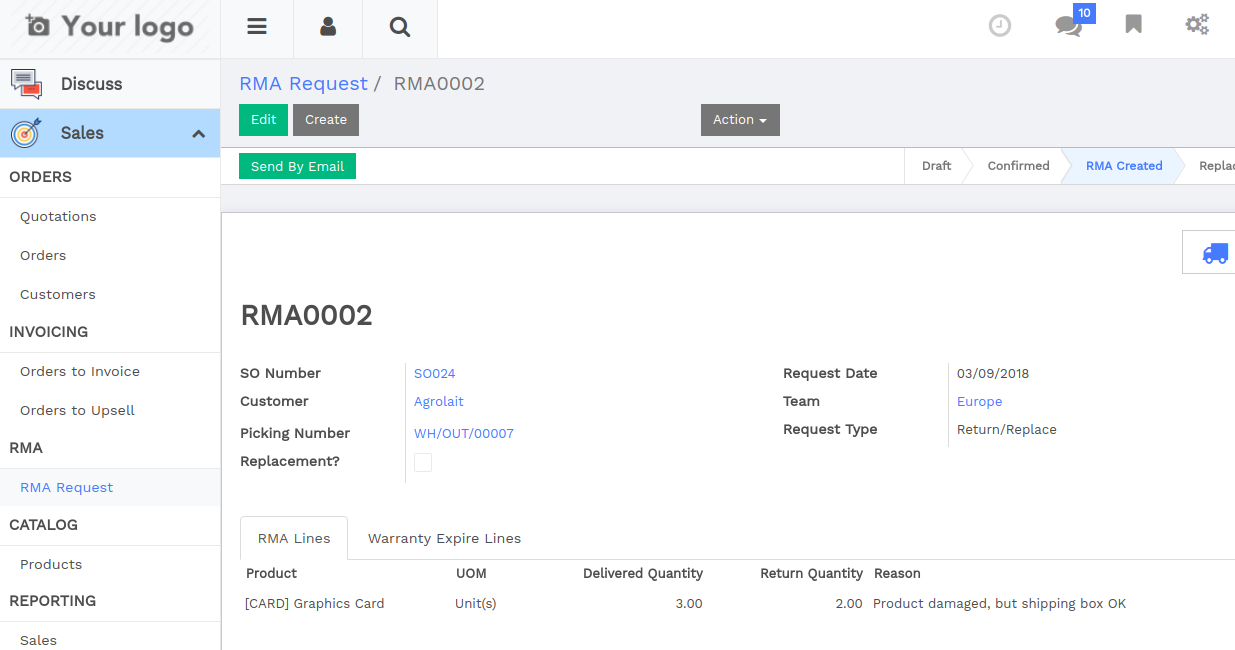 Your logo
10
Discuss
Sales
ORDERS
Quotations
Orders
Customers
INVOICING
Orders to Invoice
Orders to Upsell
RMA
RMA Request
CATALOG
Products
REPORTING
Sales
RMA Request / RMA0002
Edit Create Action
Send By Email Draft Confirmed RMA Created Replac
RMA0002
SO Number SO024
Customer Agrolait
Picking Number WH/OUT/00007
Replacement?
Request Date 03/09/2018
Team Europe
Request Type Return/Replace
RMA Lines Warranty Expire Lines
Product UOM Delivered Quantity Return Quantity Reason
[CARD] Graphics Card Unit(s) 3.00 2.00 Product damaged, but shipping box OK